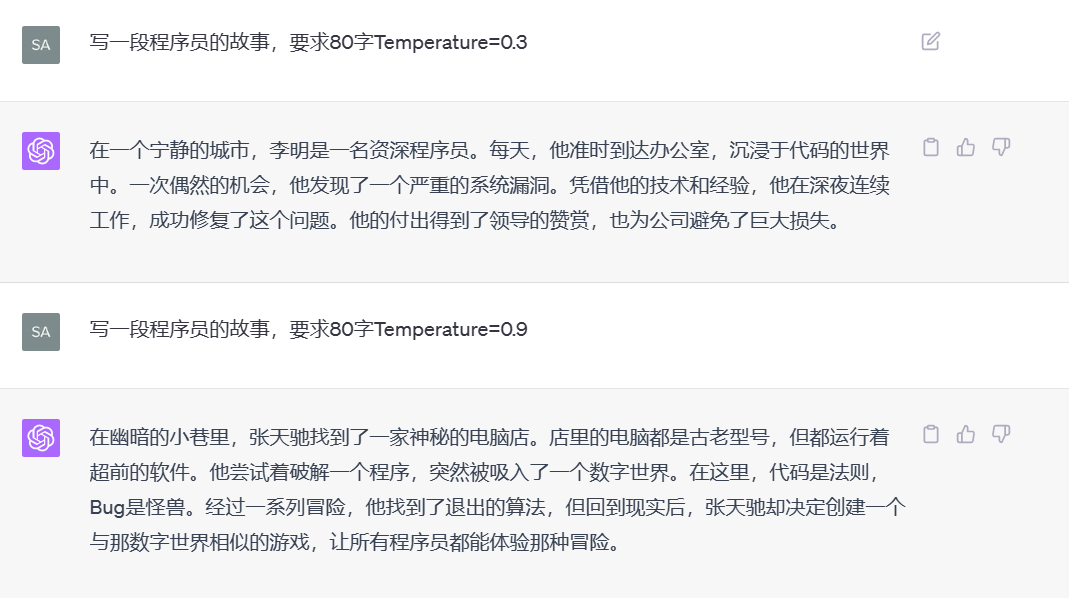 SA
写一段程序员的故事，要求80字Temperature=0.3
在一个宁静的城市，李明是一名资深程序员。每天，他准时到达办公室，沉浸于代码的世界
中。一次偶然的机会，他发现了一个严重的系统漏洞。凭借他的技术和经验，他在深夜连续
工作，成功修复了这个问题。他的付出得到了领导的赞赏，也为公司避免了巨大损失。
SA
写一段程序员的故事，要求80字Temperature=0.9
在幽暗的小巷里，张天驰找到了一家神秘的电脑店。店里的电脑都是古老型号，但都运行着
超前的软件。他尝试着破解一个程序，突然被吸入了一个数字世界。在这里，代码是法则，
Bug是怪兽。经过一系列冒险，他找到了退出的算法，但回到现实后，张天驰却决定创建一个
与那数字世界相似的游戏，让所有程序员都能体验那种冒险。